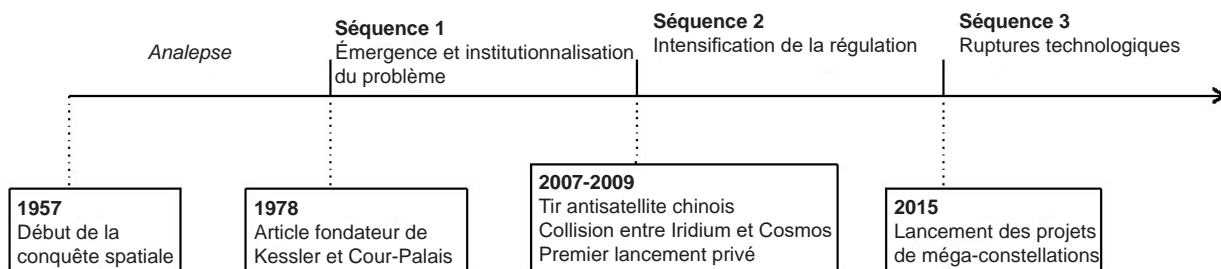 Analepse
Séquence 1
Émergence et institutionnalisation
du problème
Séquence 2
Intensification de la régulation
Séquence 3
Ruptures technologiques
1957
Début de la
conquête spatiale
1978
Article fondateur de
Kessler et Cour-Palais
2007-2009
Tir antisatellite chinois
Collision entre Iridium et Cosmos
Premier lancement privé
2015
Lancement des projets
de méga-constellations